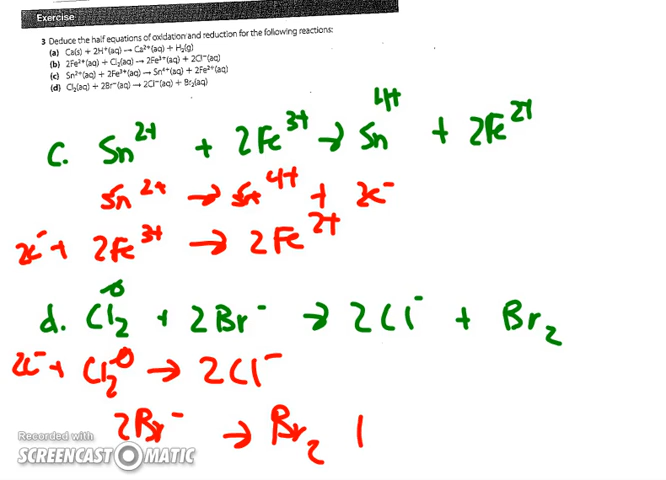 Exercise
3 Deduce the half equations of oxidation and reduction for the following reactions:
(a) Ca(s) + 2H⁺(aq) → Ca²⁺(aq) + H₂(g)
(b) 2Fe²⁺(aq) + Cl₂(aq) → 2Fe³⁺(aq) + 2Cl⁻(aq)
(c) Sn²⁺(aq) + 2Fe³⁺(aq) → Sn⁴⁺(aq) + 2Fe²⁺(aq)
(d) Cl₂(aq) + 2Br⁻(aq) → 2Cl⁻(aq) + Br₂(aq)
c. Sn²⁺ + 2Fe³⁺ → Sn⁴⁺ + 2Fe²⁺
Sn²⁺ → Sn⁴⁺ + 2e⁻
2e⁻ + 2Fe³⁺ → 2Fe²⁺
d. Cl₂⁰ + 2Br⁻ → 2Cl⁻ + Br₂
2e⁻ + Cl₂⁰ → 2Cl⁻
2Br⁻ → Br₂ |
Recorded with
SCREENCAST O MATIC